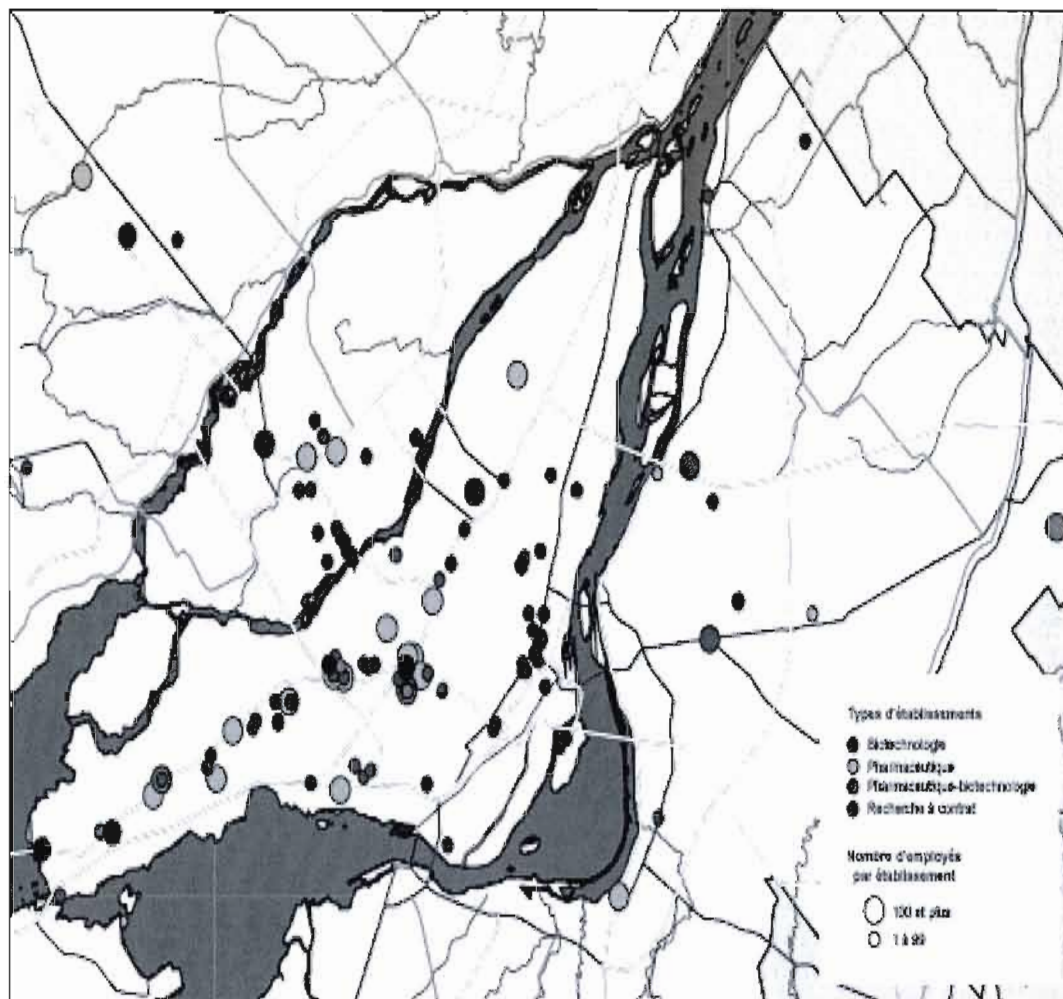 Types d'établissements
Biotechnologie
Pharmaceutique
Pharmaceutique-biotechnologie
Recherche à contrat
Nombre d'employés
par établissement
100 et plus
1 à 99